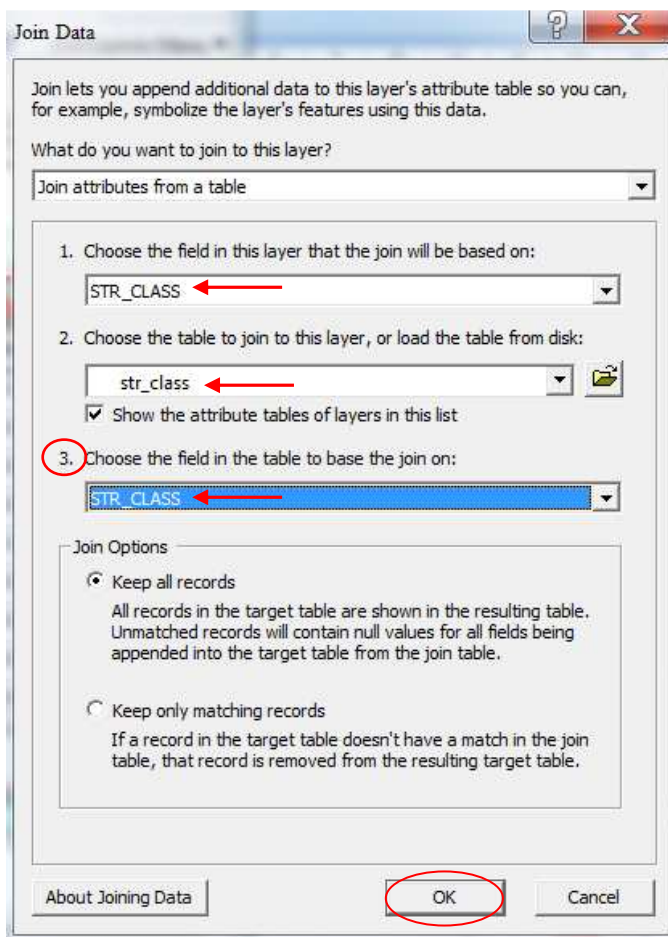 Join Data
Join lets you append additional data to this layer's attribute table so you can,
for example, symbolize the layer's features using this data.
What do you want to join to this layer?
Join attributes from a table
1. Choose the field in this layer that the join will be based on:
STR_CLASS
2. Choose the table to join to this layer, or load the table from disk:
str_class
Show the attribute tables of layers in this list
3. Choose the field in the table to base the join on:
STR_CLASS
Join Options
Keep all records
All records in the target table are shown in the resulting table.
Unmatched records will contain null values for all fields being
appended into the target table from the join table.
Keep only matching records
If a record in the target table doesn't have a match in the join
table, that record is removed from the resulting target table.
About Joining Data
OK
Cancel